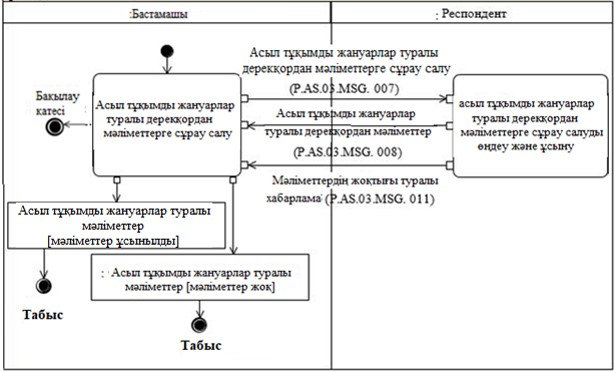 :Бастамашы
: Респондент
Асыл тұқымды жануарлар туралы
дерекқордан мәліметтерге сұрау салу
(P.AS.03.MSG. 007)
Бақылау
қатесі
:
Асыл тұқымды жануарлар
туралы дерекқордан
мәліметтерге сұрау салу
Асыл тұқымды жануарлар
туралы дерекқордан мәліметтер
(P.AS.03.MSG. 008)
асыл тұқымды жануарлар
туралы дерекқордан
мәліметтерге сұрау салуды
өңдеу және ұсыну
Мәліметтердің жоқтығы туралы
хабарлама (P.AS.03.MSG. 011)
Асыл тұқымды жануарлар туралы
мәліметтер
[мәліметтер ұсынылды]
: Асыл тұқымды жануарлар туралы
мәліметтер [мәліметтер жоқ]
Табыс
Табыс